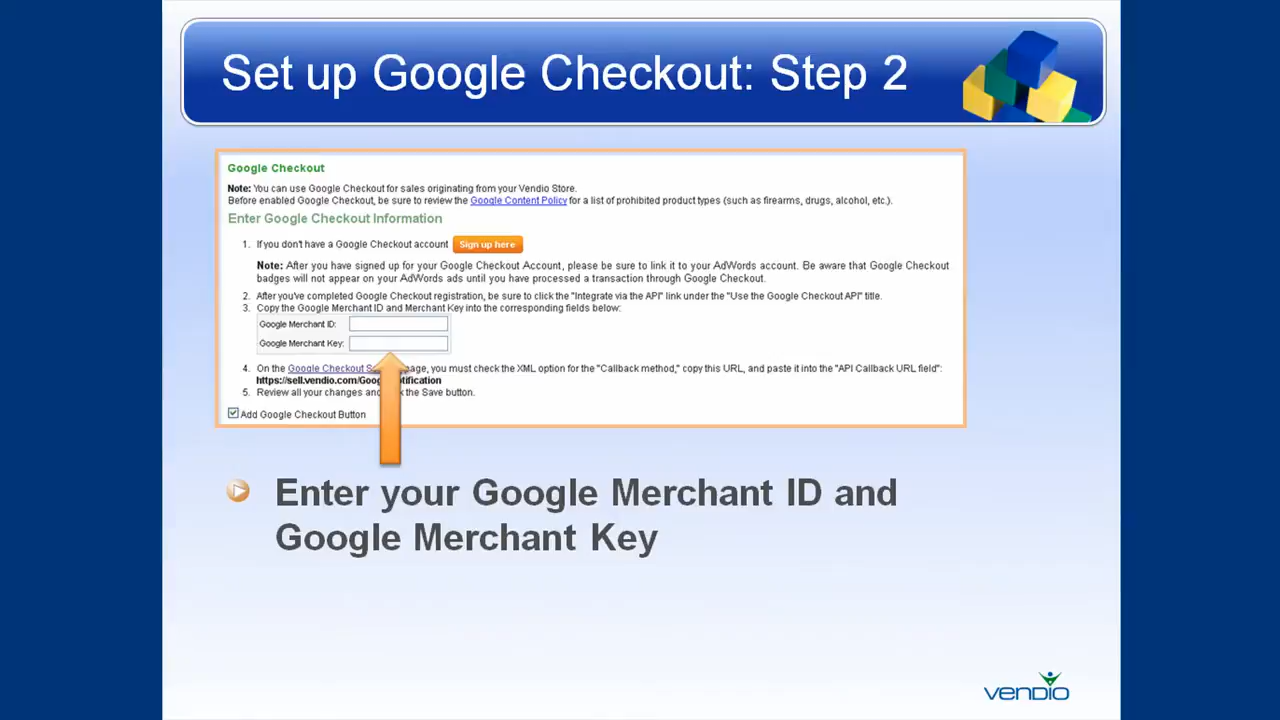 Set up Google Checkout: Step 2
Google Checkout
Note: You can use Google Checkout for sales originating from your Vendio Store.
Before enabled Google Checkout, be sure to review the Google Content Policy for a list of prohibited product types (such as firearms, drugs, alcohol, etc.).
Enter Google Checkout Information
1. If you don't have a Google Checkout account Sign up here
Note: After you have signed up for your Google Checkout Account, please be sure to link it to your AdWords account. Be aware that Google Checkout
badges will not appear on your AdWords ads until you have processed a transaction through Google Checkout.
2. After you've completed Google Checkout registration, be sure to click the "Integrate via the API" link under the "Use the Google Checkout API" title.
3. Copy the Google Merchant ID and Merchant Key into the corresponding fields below:
Google Merchant ID:
Google Merchant Key:
4. On the Google Checkout page, you must check the XML option for the "Callback method," copy this URL, and paste it into the "API Callback URL field":
https://sell.vendio.com/Goog
5. Review all your changes and the Save button.
Add Google Checkout Button
Enter your Google Merchant ID and
Google Merchant Key
vendio